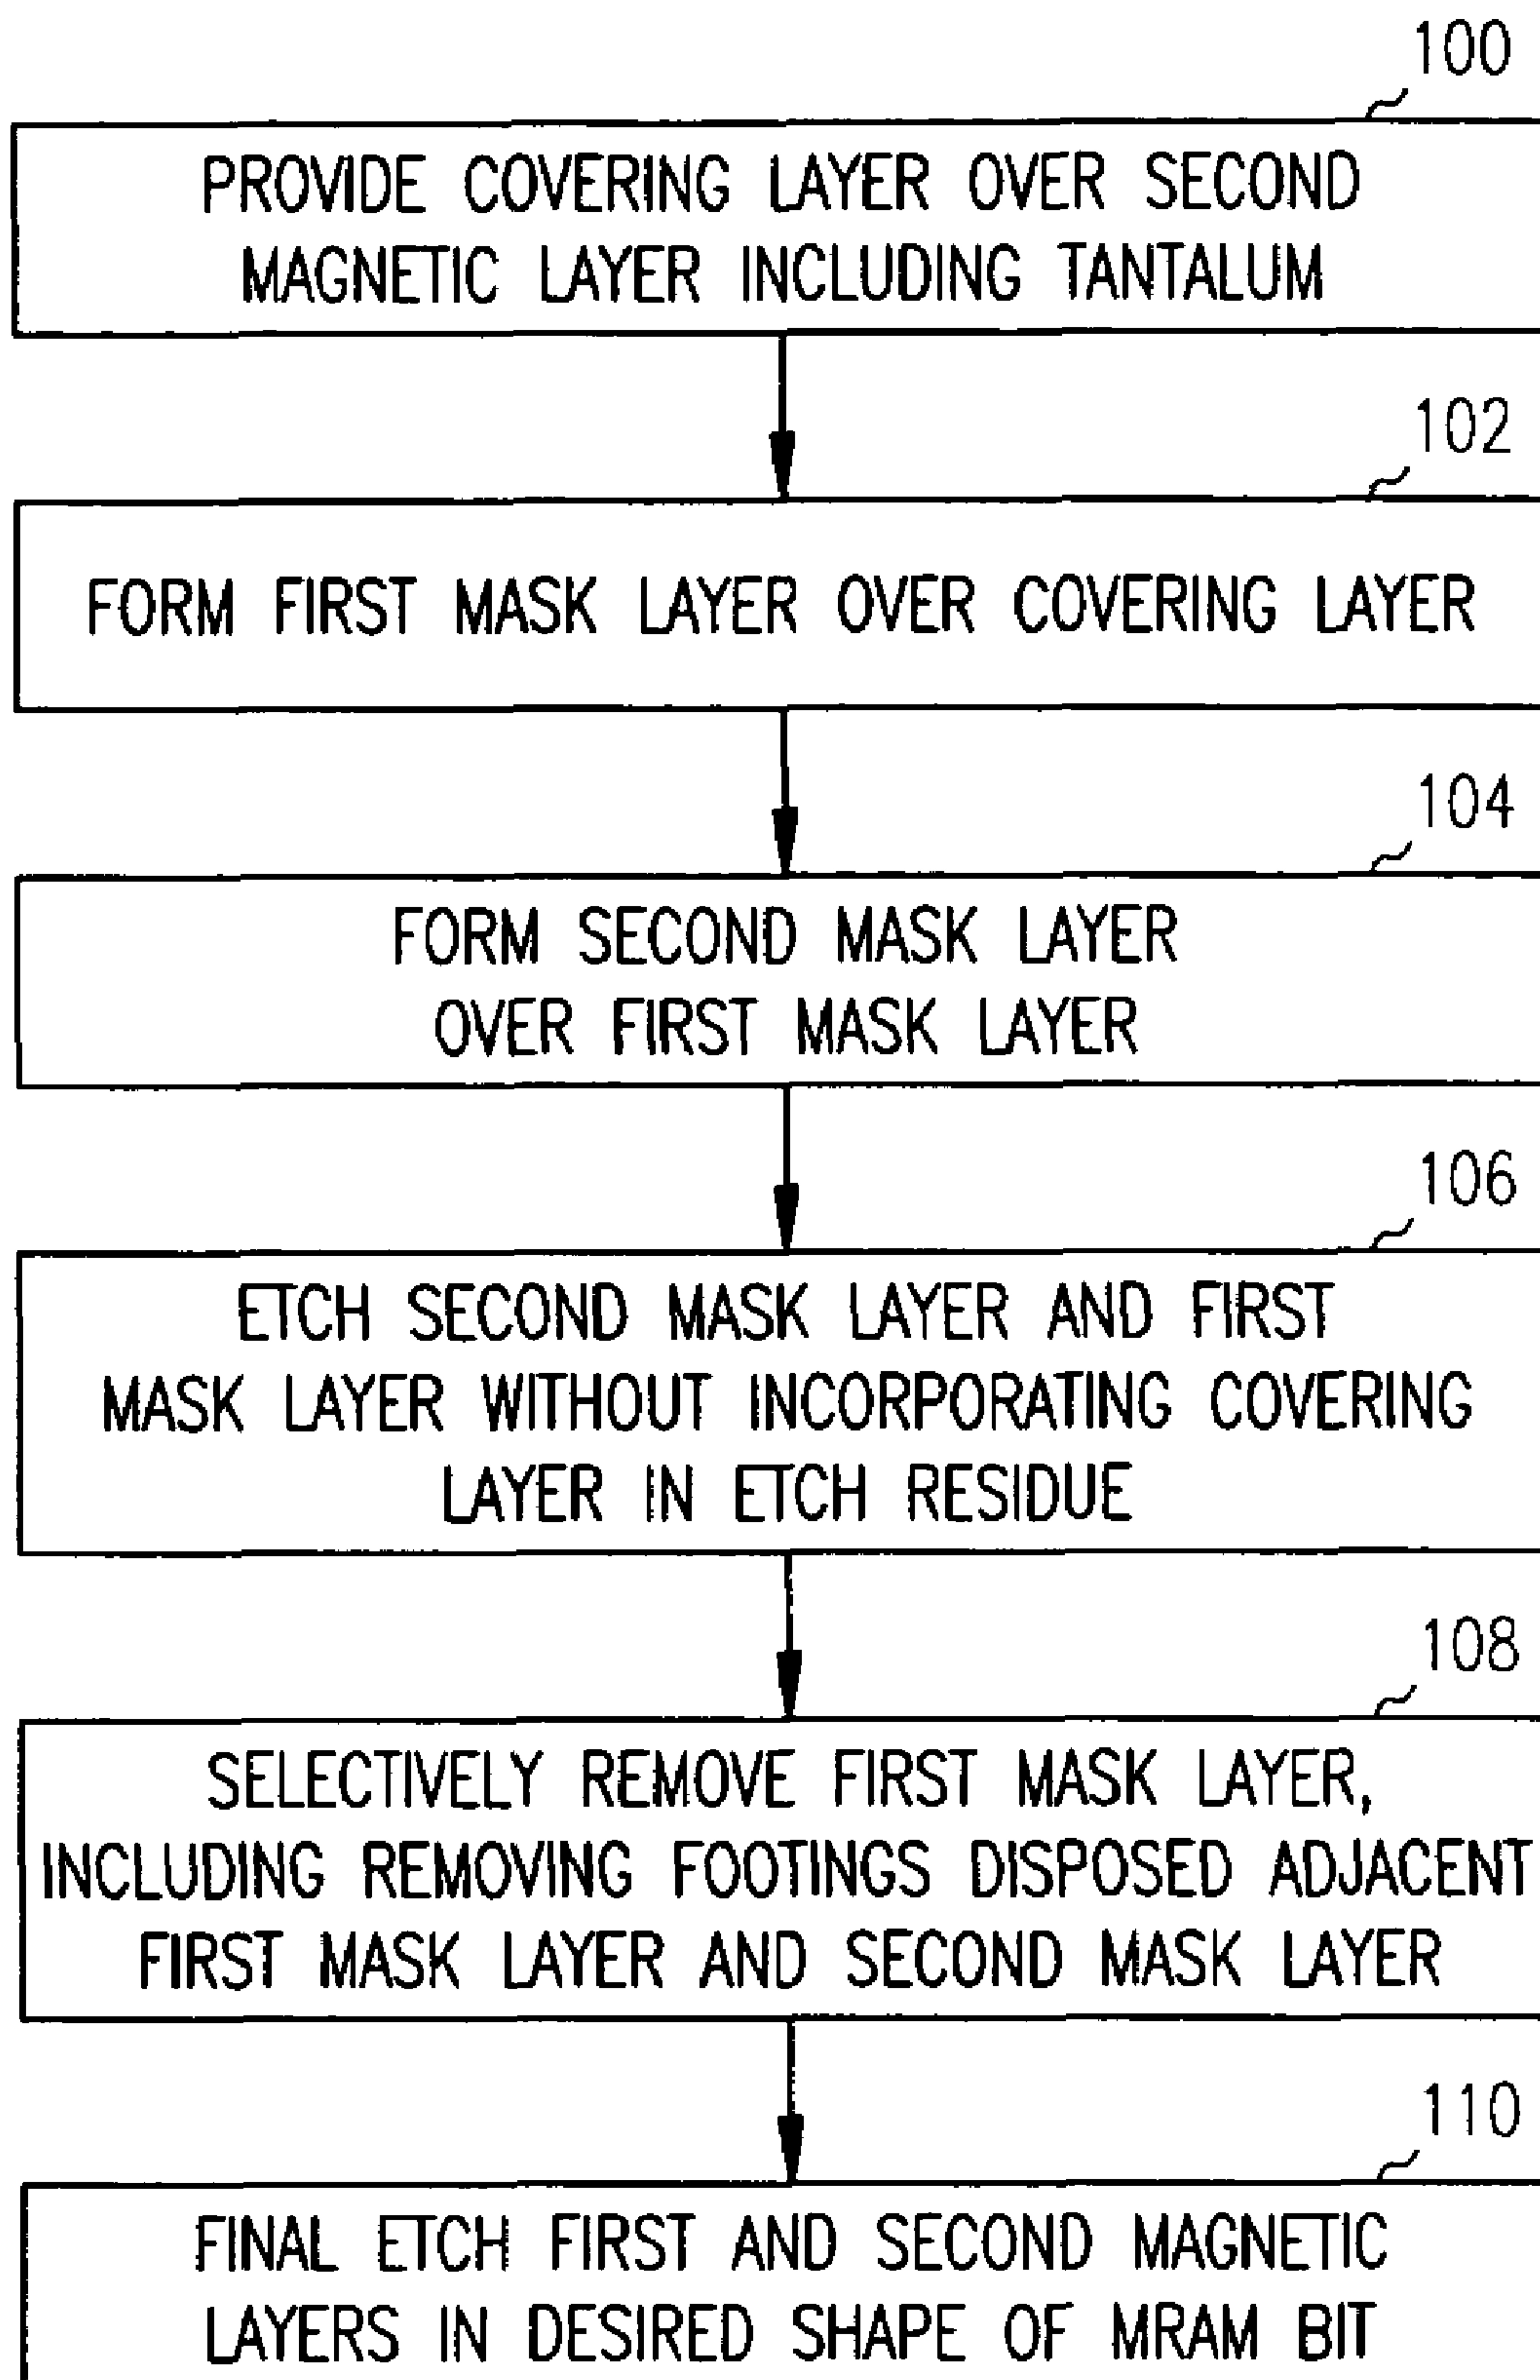 100
PROVIDE COVERING LAYER OVER SECOND
MAGNETIC LAYER INCLUDING TANTALUM
102
FORM FIRST MASK LAYER OVER COVERING LAYER
104
FORM SECOND MASK LAYER
OVER FIRST MASK LAYER
106
ETCH SECOND MASK LAYER AND FIRST
MASK LAYER WITHOUT INCORPORATING COVERING
LAYER IN ETCH RESIDUE
108
SELECTIVELY REMOVE FIRST MASK LAYER,
INCLUDING REMOVING FOOTINGS DISPOSED ADJACENT
FIRST MASK LAYER AND SECOND MASK LAYER
110
FINAL ETCH FIRST AND SECOND MAGNETIC
LAYERS IN DESIRED SHAPE OF MRAM BIT